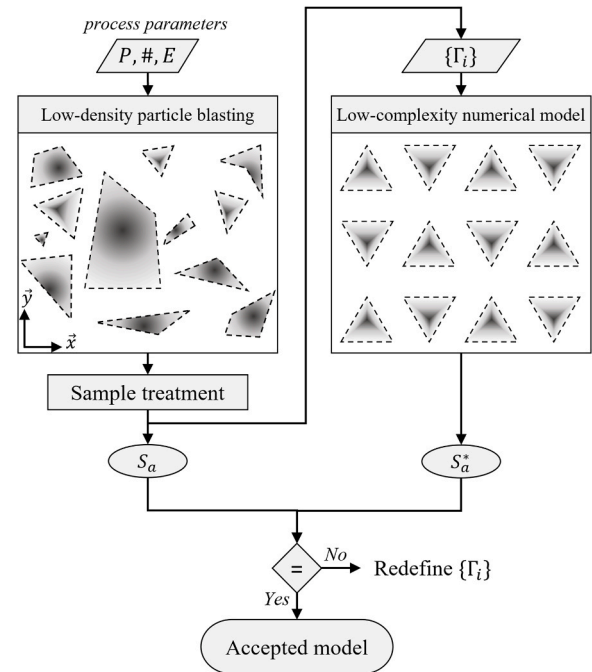 process parameters
P, #, E
{Γᵢ}
Low-density particle blasting
Low-complexity numerical model
y⃗
x⃗
Sample treatment
Sₐ
Sₐ*
=
No
Redefine {Γᵢ}
Yes
Accepted model